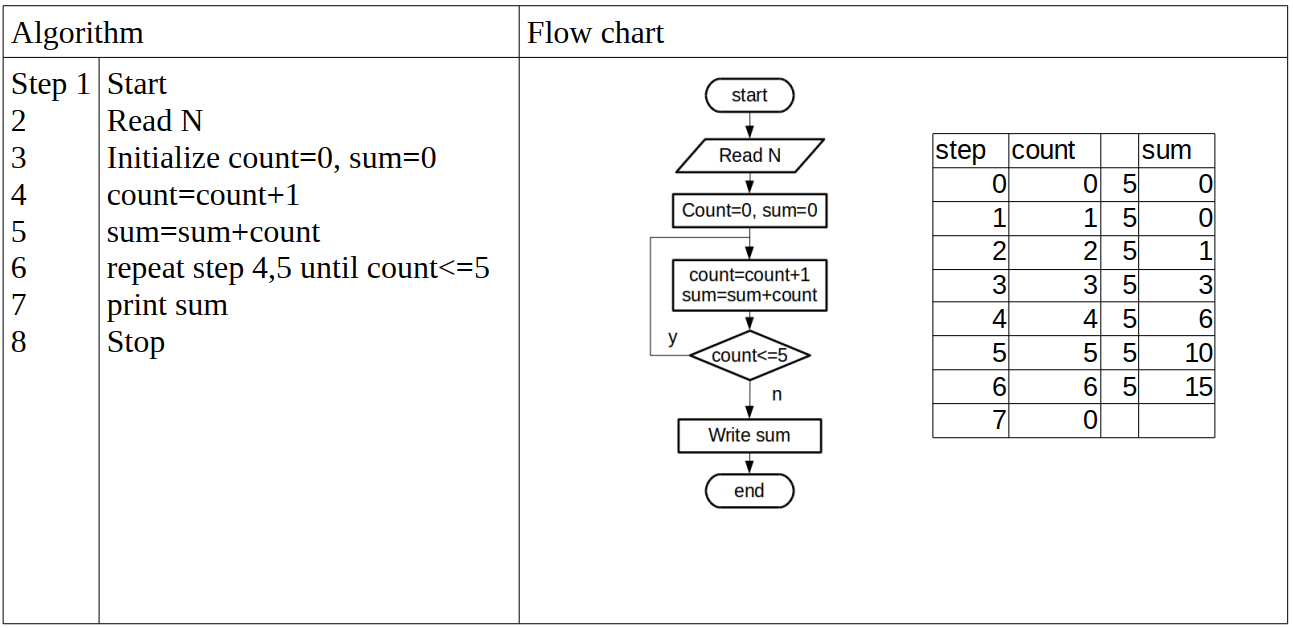 Algorithm
Flow chart
Step 1 Start
2 Read N
3 Initialize count=0, sum=0
4 count=count+1
5 sum=sum+count
6 repeat step 4,5 until count<=5
7 print sum
8 Stop
start
Read N
Count=0, sum=0
count=count+1
sum=sum+count
y
count<=5
n
Write sum
end
step count sum
0 0 5 0
1 1 5 0
2 2 5 1
3 3 5 3
4 4 5 6
5 5 5 10
6 6 5 15
7 0